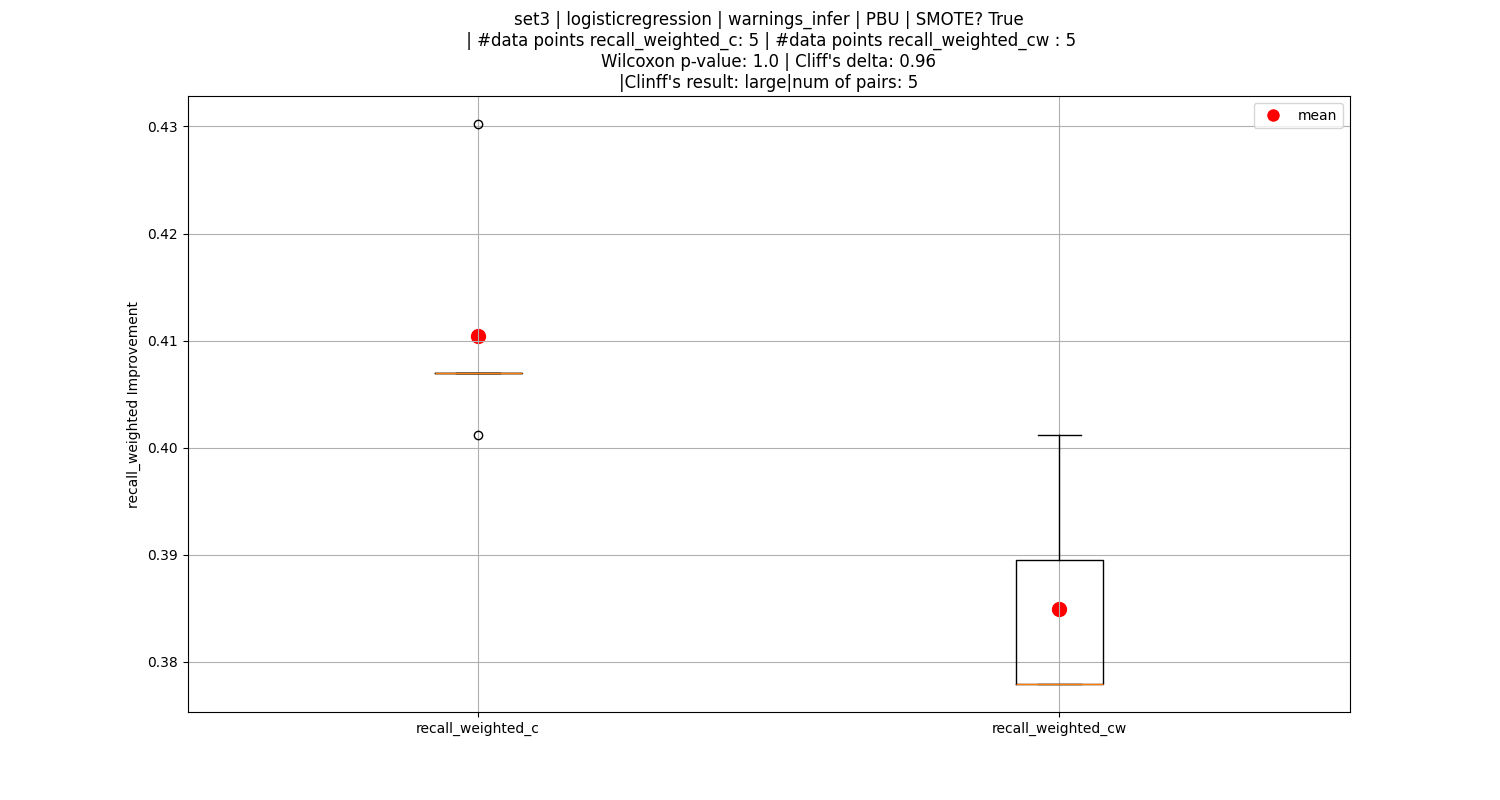 set3 | logisticregression | warnings_infer | PBU | SMOTE? True
| #data points recall_weighted_c: 5 | #data points recall_weighted_cw : 5
Wilcoxon p-value: 1.0 | Cliff's delta: 0.96
|Clinff's result: large|num of pairs: 5
mean
recall_weighted Improvement
0.43
0.42
0.41
0.40
0.39
0.38
recall_weighted_c
recall_weighted_cw